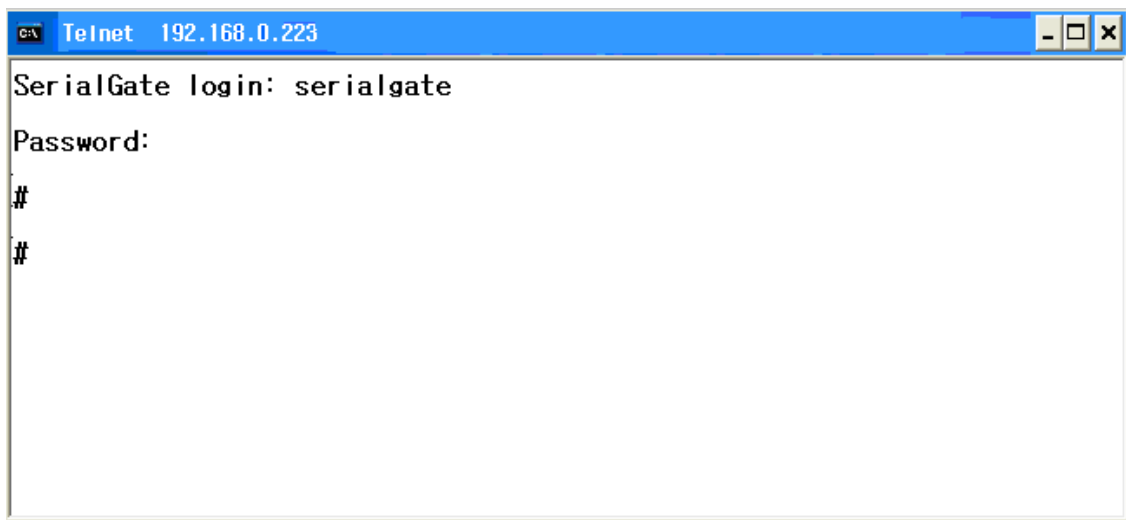 Telnet 192.168.0.223
SerialGate login: serialgate
Password:
#
#